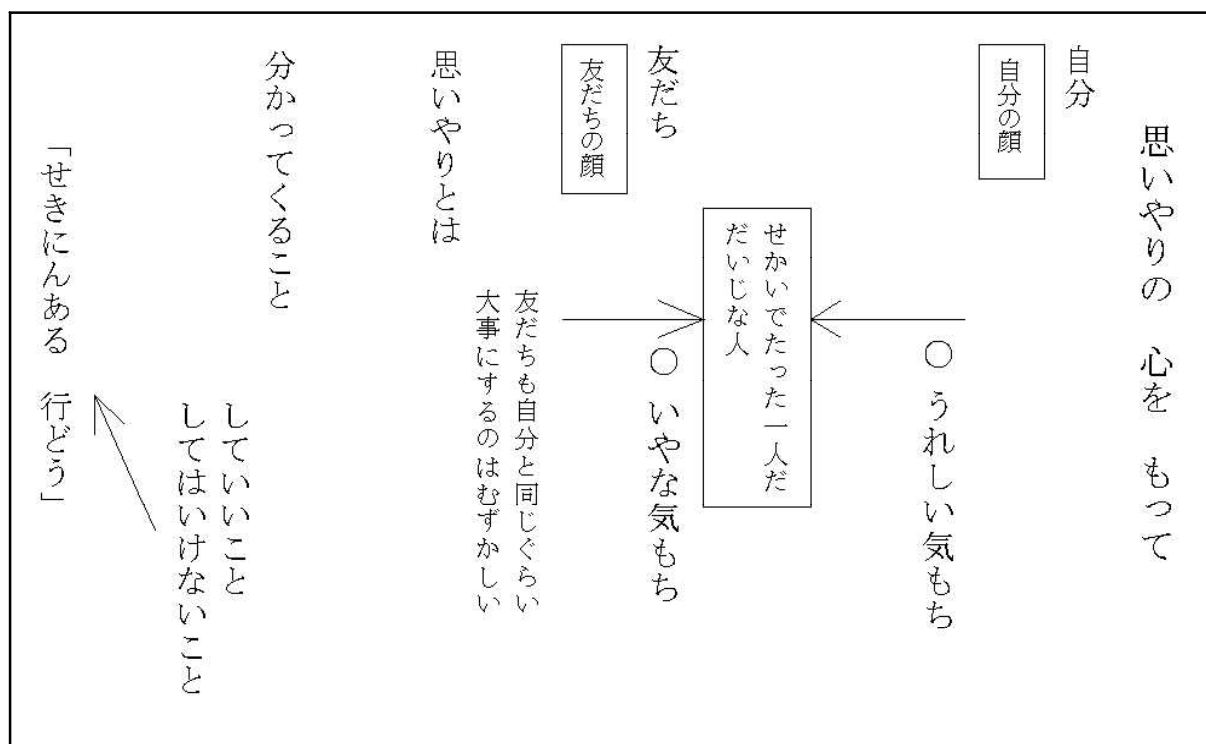 思いやりの　心を　もって
自分
自分の顔
○　うれしい気もち
せかいでたった一人だ
だいじな人
友だち
友だちの顔
○　いやな気もち
友だちも自分と同じぐらい
大事にするのはむずかしい
思いやりとは
分かってくること
していいこと
してはいけないこと
「せきにんある　行どう」